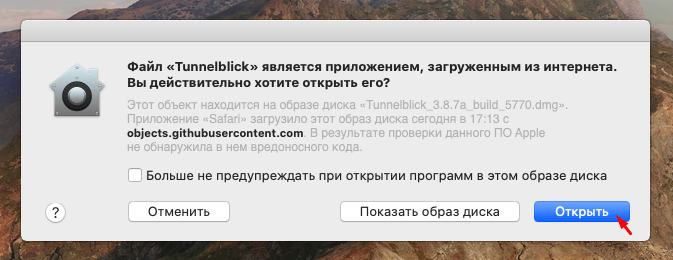 Файл «Tunnelblick» является приложением, загруженным из интернета.
Вы действительно хотите открыть его?
Этот объект находится на образе диска «Tunnelblick_3.8.7a_build_5770.dmg».
Приложение «Safari» загрузило этот образ диска сегодня в 17:13 с
objects.githubusercontent.com. В результате проверки данного ПО Apple
не обнаружила в нем вредоносного кода.
Больше не предупреждать при открытии программ в этом образе диска
? Отменить Показать образ диска Открыть